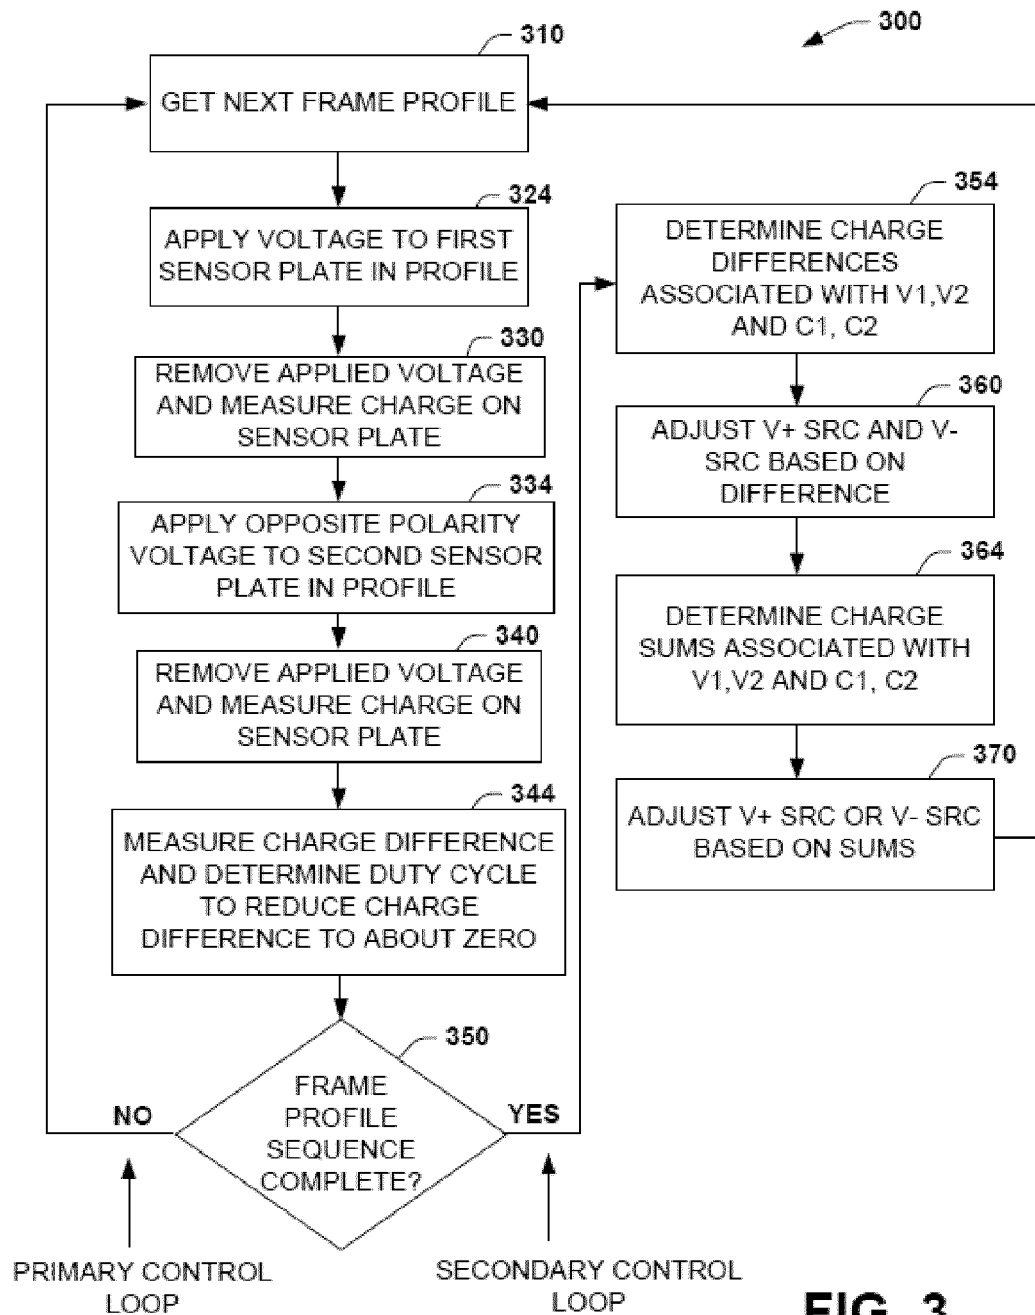 300
310
GET NEXT FRAME PROFILE
324
APPLY VOLTAGE TO FIRST
SENSOR PLATE IN PROFILE
330
REMOVE APPLIED VOLTAGE
AND MEASURE CHARGE ON
SENSOR PLATE
334
APPLY OPPOSITE POLARITY
VOLTAGE TO SECOND SENSOR
PLATE IN PROFILE
340
REMOVE APPLIED VOLTAGE
AND MEASURE CHARGE ON
SENSOR PLATE
344
MEASURE CHARGE DIFFERENCE
AND DETERMINE DUTY CYCLE
TO REDUCE CHARGE
DIFFERENCE TO ABOUT ZERO
350
FRAME
PROFILE
SEQUENCE
COMPLETE?
NO
YES
PRIMARY CONTROL
LOOP
SECONDARY CONTROL
LOOP
354
DETERMINE CHARGE
DIFFERENCES
ASSOCIATED WITH V1,V2
AND C1, C2
360
ADJUST V+ SRC AND V-
SRC BASED ON
DIFFERENCE
364
DETERMINE CHARGE
SUMS ASSOCIATED WITH
V1,V2 AND C1, C2
370
ADJUST V+ SRC OR V- SRC
BASED ON SUMS
FIG. 3